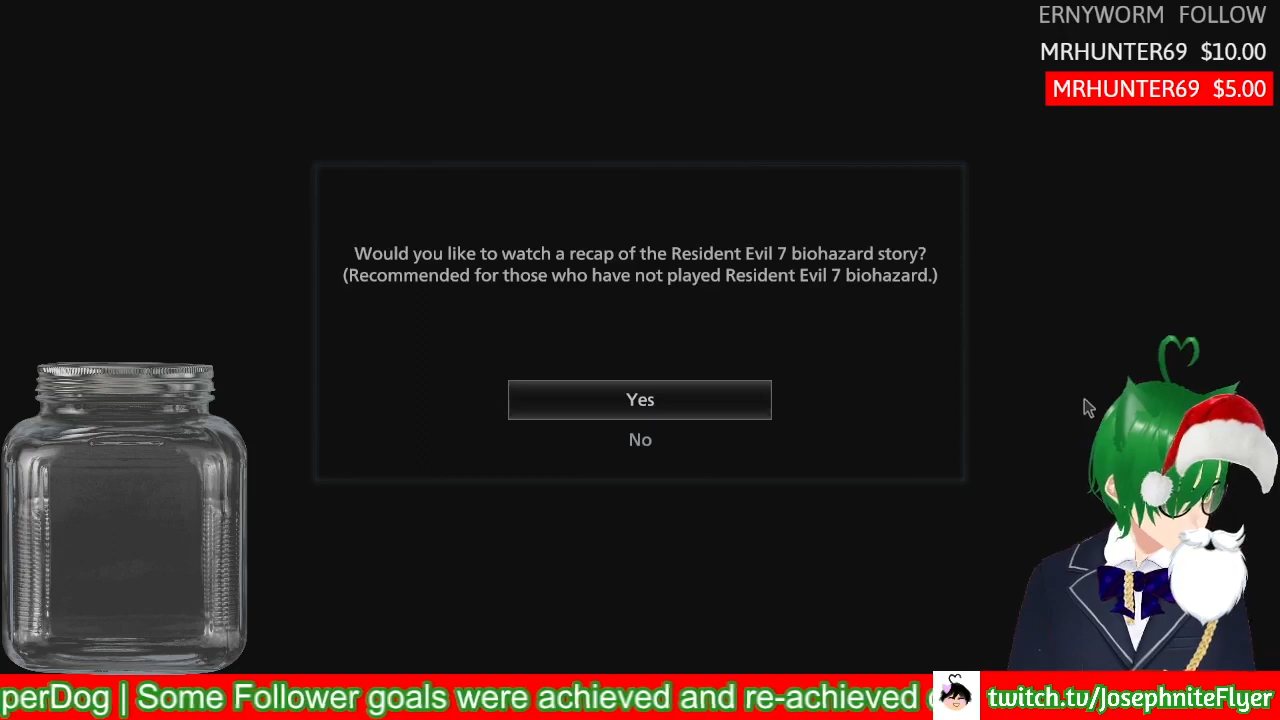 ERNYWORM FOLLOW
MRHUNTER69 $10.00
MRHUNTER69 $5.00
Would you like to watch a recap of the Resident Evil 7 biohazard story?
(Recommended for those who have not played Resident Evil 7 biohazard.)
Yes
No
perDog | Some Follower goals were achieved and re-achieved
twitch.tv/JosephniteFlyer